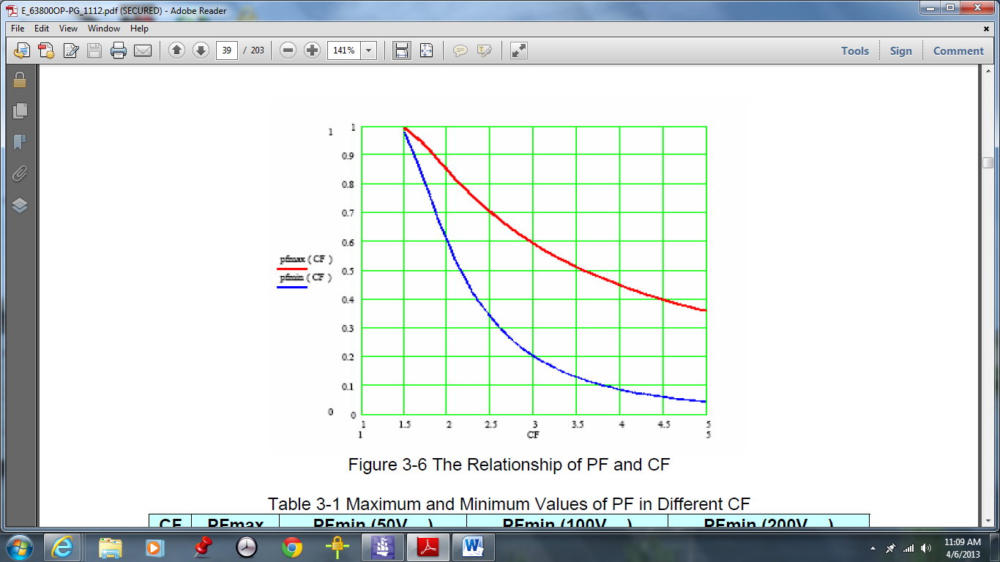 E_63800OP-PG_1112.pdf (SECURED) - Adobe Reader
File Edit View Window Help
39 / 203 141% Tools Sign Comment
1 1
0.9
0.8
0.7
0.6
pfmax ( CF )
0.5
pfmin ( CF )
0.4
0.3
0.2
0.1
0 0
1 1.5 2 2.5 3 3.5 4 4.5 5
1 CF 5
Figure 3-6 The Relationship of PF and CF
Table 3-1 Maximum and Minimum Values of PF in Different CF
CF PFmax PFmin (50V ) PFmin (100V ) PFmin (200V )
11:09 AM
4/6/2013